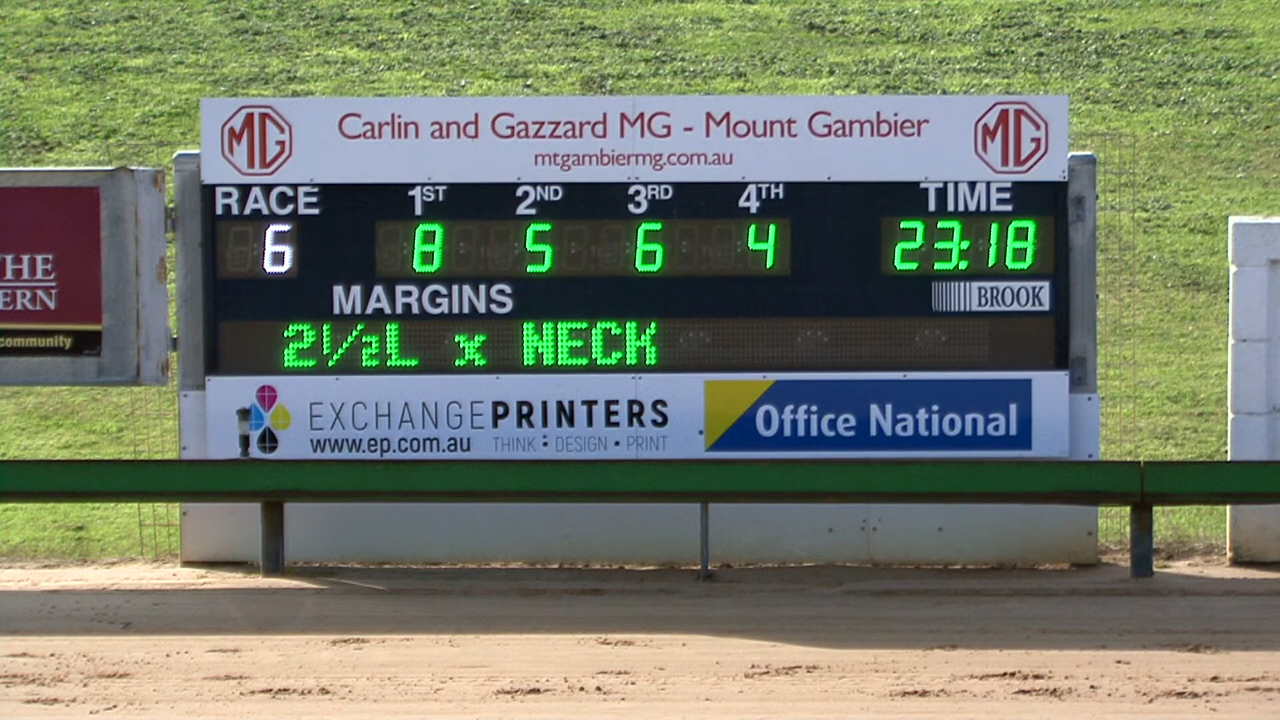 MG Carlin and Gazzard MG - Mount Gambier MG
mtgambiermg.com.au
RACE 1ST 2ND 3RD 4TH TIME
6 8 5 6 4 23:18
MARGINS BROOK
2½L x NECK
THE
ERN
community
EXCHANGEPRINTERS
www.ep.com.au THINK : DESIGN • PRINT
Office National